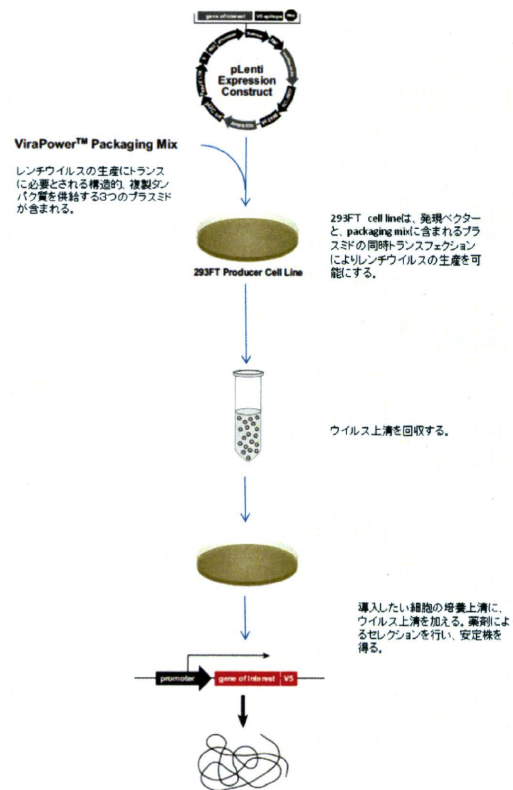 gene of interest V5 epitope
pLenti
Expression
Construct
ViraPower™ Packaging Mix
レンチウイルスの生産にトランス
に必要とされる構造的、複製タン
パク質を供給する3つのプラスミド
が含まれる。
293FT cell lineは、発現ベクター
と、packaging mixに含まれるプラ
スミドの同時トランスフェクション
によりレンチウイルスの生産を可
能にする。
293FT Producer Cell Line
ウイルス上清を回収する。
導入したい細胞の培養上清に、
ウイルス上清を加える。薬剤によ
るセレクションを行い、安定株を
得る。
promoter gene of interest V5